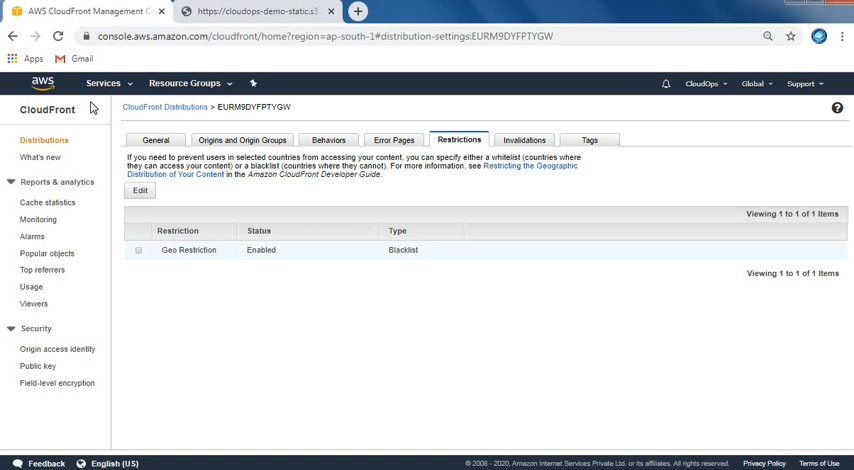 AWS CloudFront Management C
https://cloudops-demo-static.s3.
console.aws.amazon.com/cloudfront/home?region=ap-south-1#distribution-settings:EURM9DYFPTYGW
Apps
Gmail
aws
Services
Resource Groups
CloudOps
Global
Support
CloudFront
CloudFront Distributions > EURM9DYFPTYGW
Distributions
What's new
Reports & analytics
Cache statistics
Monitoring
Alarms
Popular objects
Top referrers
Usage
Viewers
Security
Origin access identity
Public key
Field-level encryption
General
Origins and Origin Groups
Behaviors
Error Pages
Restrictions
Invalidations
Tags
If you need to prevent users in selected countries from accessing your content, you can specify either a whitelist (countries where
they can access your content) or a blacklist (countries where they cannot). For more information, see Restricting the Geographic
Distribution of Your Content in the Amazon CloudFront Developer Guide.
Edit
Viewing 1 to 1 of 1 Items
Restriction Status Type
Geo Restriction Enabled Blacklist
Viewing 1 to 1 of 1 Items
Feedback
English (US)
© 2008 - 2020, Amazon Internet Services Private Ltd. or its affiliates. All rights reserved.
Privacy Policy
Terms of Use